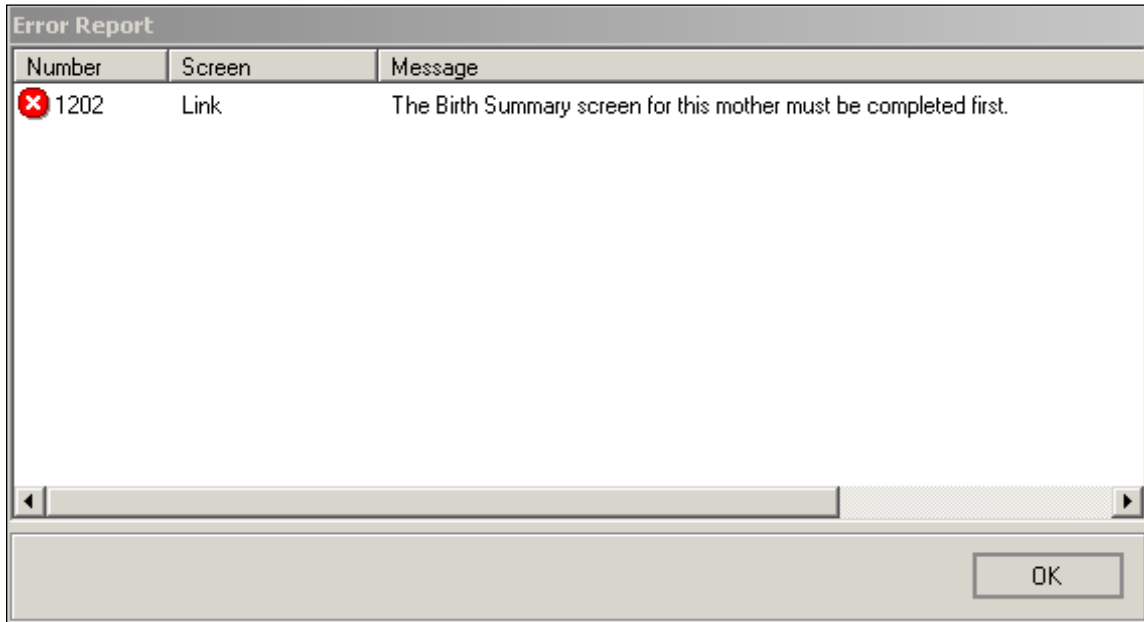 Error Report
Number Screen Message
1202 Link The Birth Summary screen for this mother must be completed first.
OK